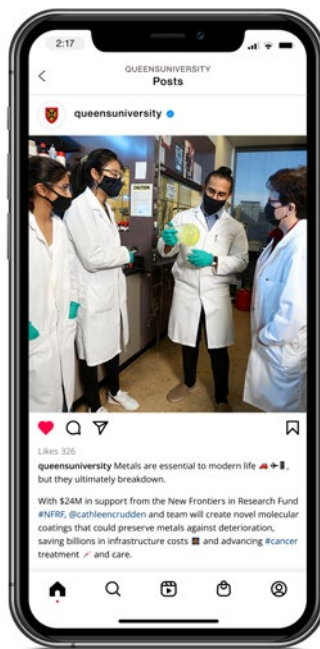 2:17
QUEENSUNIVERSITY
Posts
queensuniversity
CAUTION
Likes 326
queensuniversity Metals are essential to modern life 🚗✈️📱,
but they ultimately breakdown.
With $24M in support from the New Frontiers in Research Fund
#NFRF, @cathleencrudden and team will create novel molecular
coatings that could preserve metals against deterioration,
saving billions in infrastructure costs 🌉 and advancing #cancer
treatment 💉 and care.